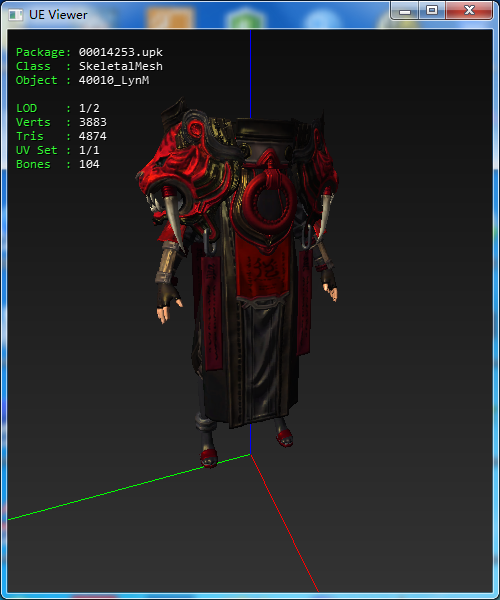 UE Viewer
Package: 00014253.upk
Class : SkeletalMesh
Object : 40010_LynM
LOD : 1/2
Verts : 3883
Tris : 4874
UV Set : 1/1
Bones : 104